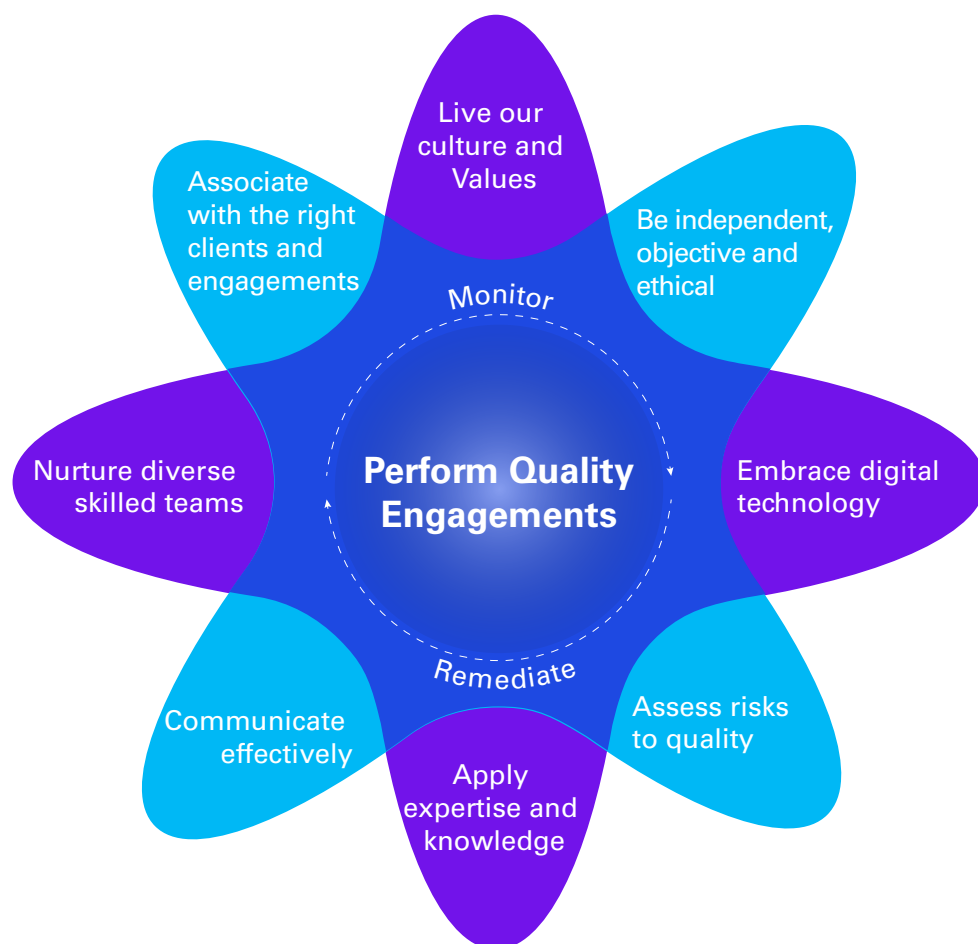 Live our
culture and
Values
Be independent,
objective and
ethical
Embrace digital
technology
Assess risks
to quality
Apply
expertise and
knowledge
Communicate
effectively
Nurture diverse
skilled teams
Associate
with the right
clients and
engagements
Monitor
Perform Quality
Engagements
Remediate